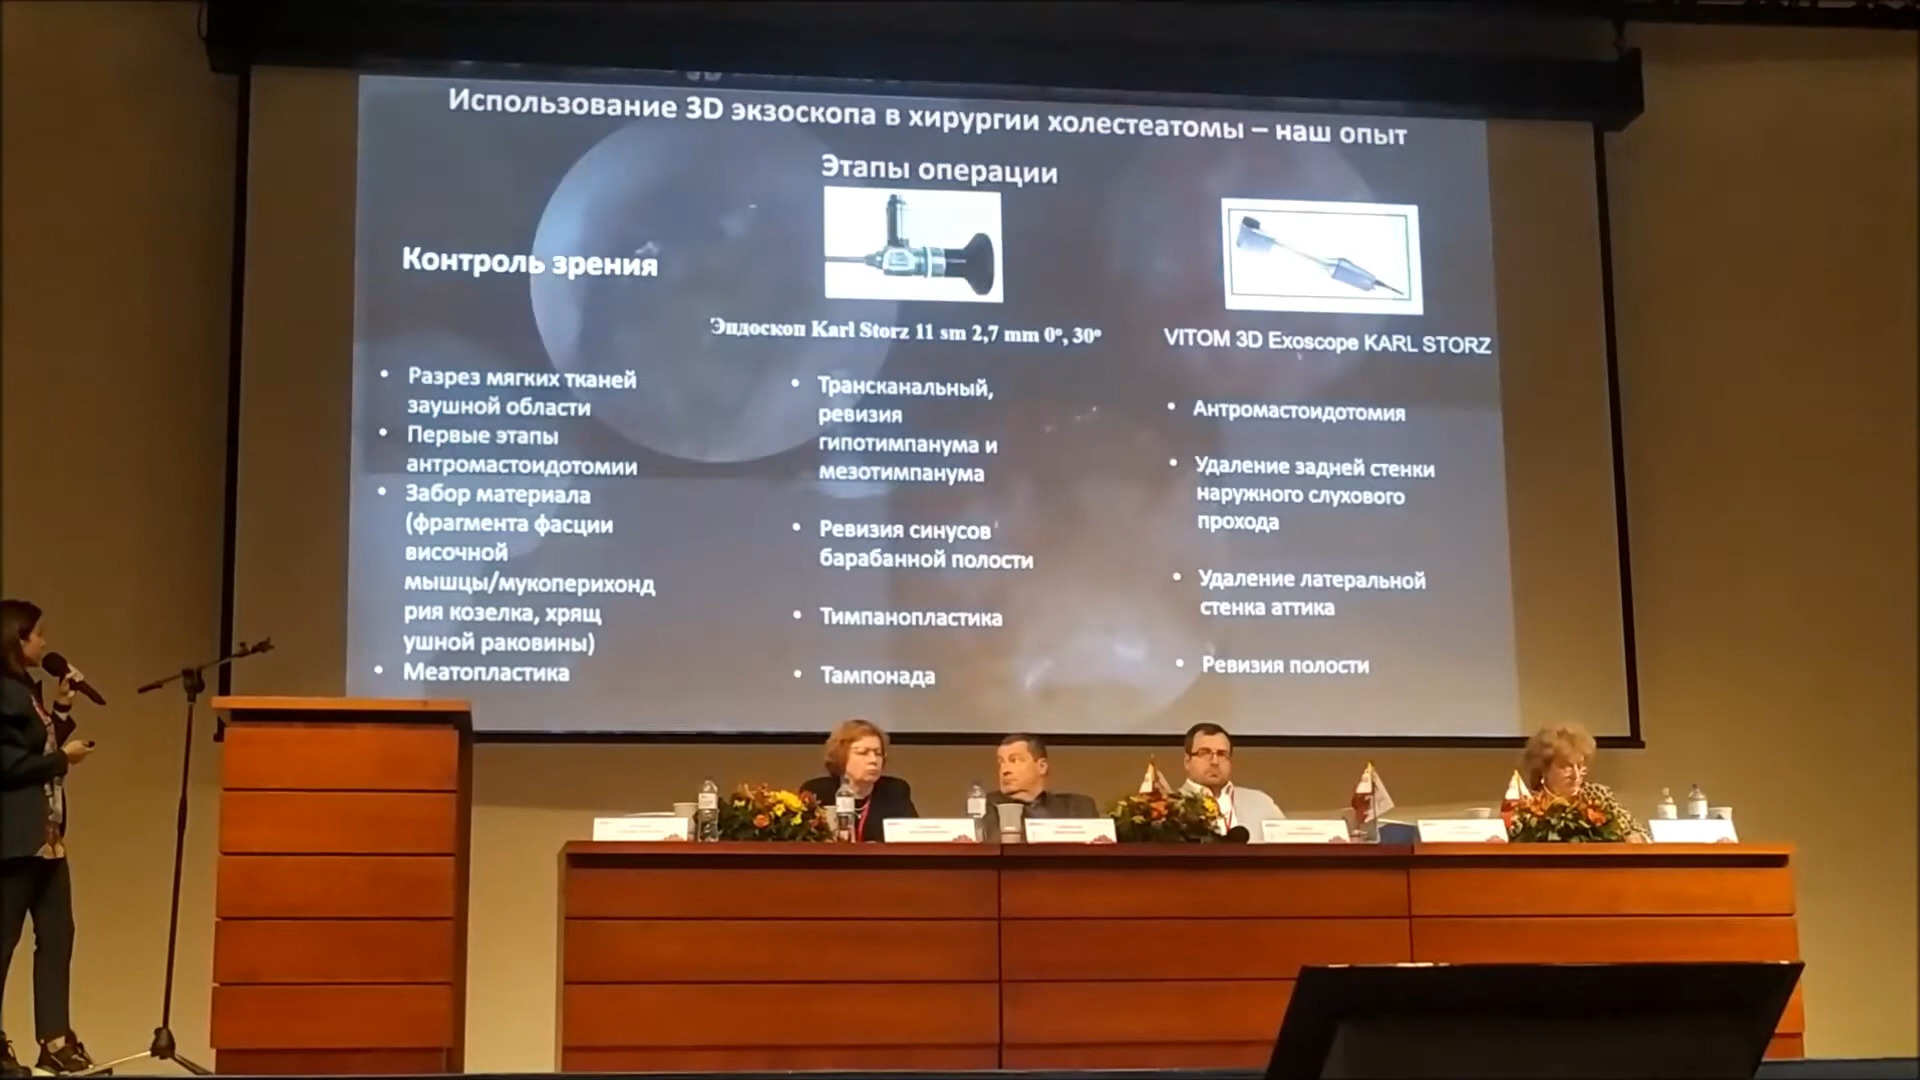 Использование 3D экзоскопа в хирургии холестеатомы – наш опыт
Этапы операции
Контроль зрения
• Разрез мягких тканей
заушной области
• Первые этапы
антромастоидотомии
• Забор материала
(фрагмента фасции
височной
мышцы/мукоперихонд
рия козелка, хрящ
ушной раковины)
• Меатопластика
Эндоскоп Karl Storz 11 sm 2,7 mm 0°, 30°
• Трансканальный,
ревизия
гипотимпанума и
мезотимпанума
• Ревизия синусов
барабанной полости
• Тимпанопластика
• Тампонада
VITOM 3D Exoscope KARL STORZ
• Антромастоидотомия
• Удаление задней стенки
наружного слухового
прохода
• Удаление латеральной
стенка аттика
• Ревизия полости